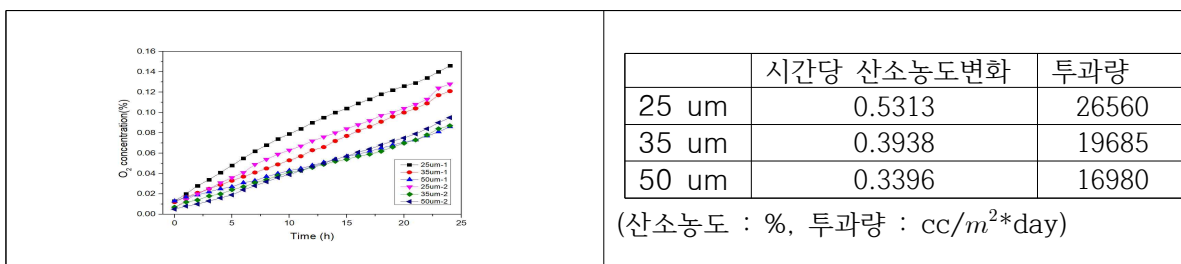 0.16
0.14
0.12
0.10
0.08
0.06
0.04
0.02
0.00
O₂ concentration(%)
0 5 10 15 20 25
Time (h)
25um-1
35um-1
50um-1
25um-2
35um-2
50um-2
시간당 산소농도변화 투과량
25 um 0.5313 26560
35 um 0.3938 19685
50 um 0.3396 16980
(산소농도 : %, 투과량 : cc/m²*day)